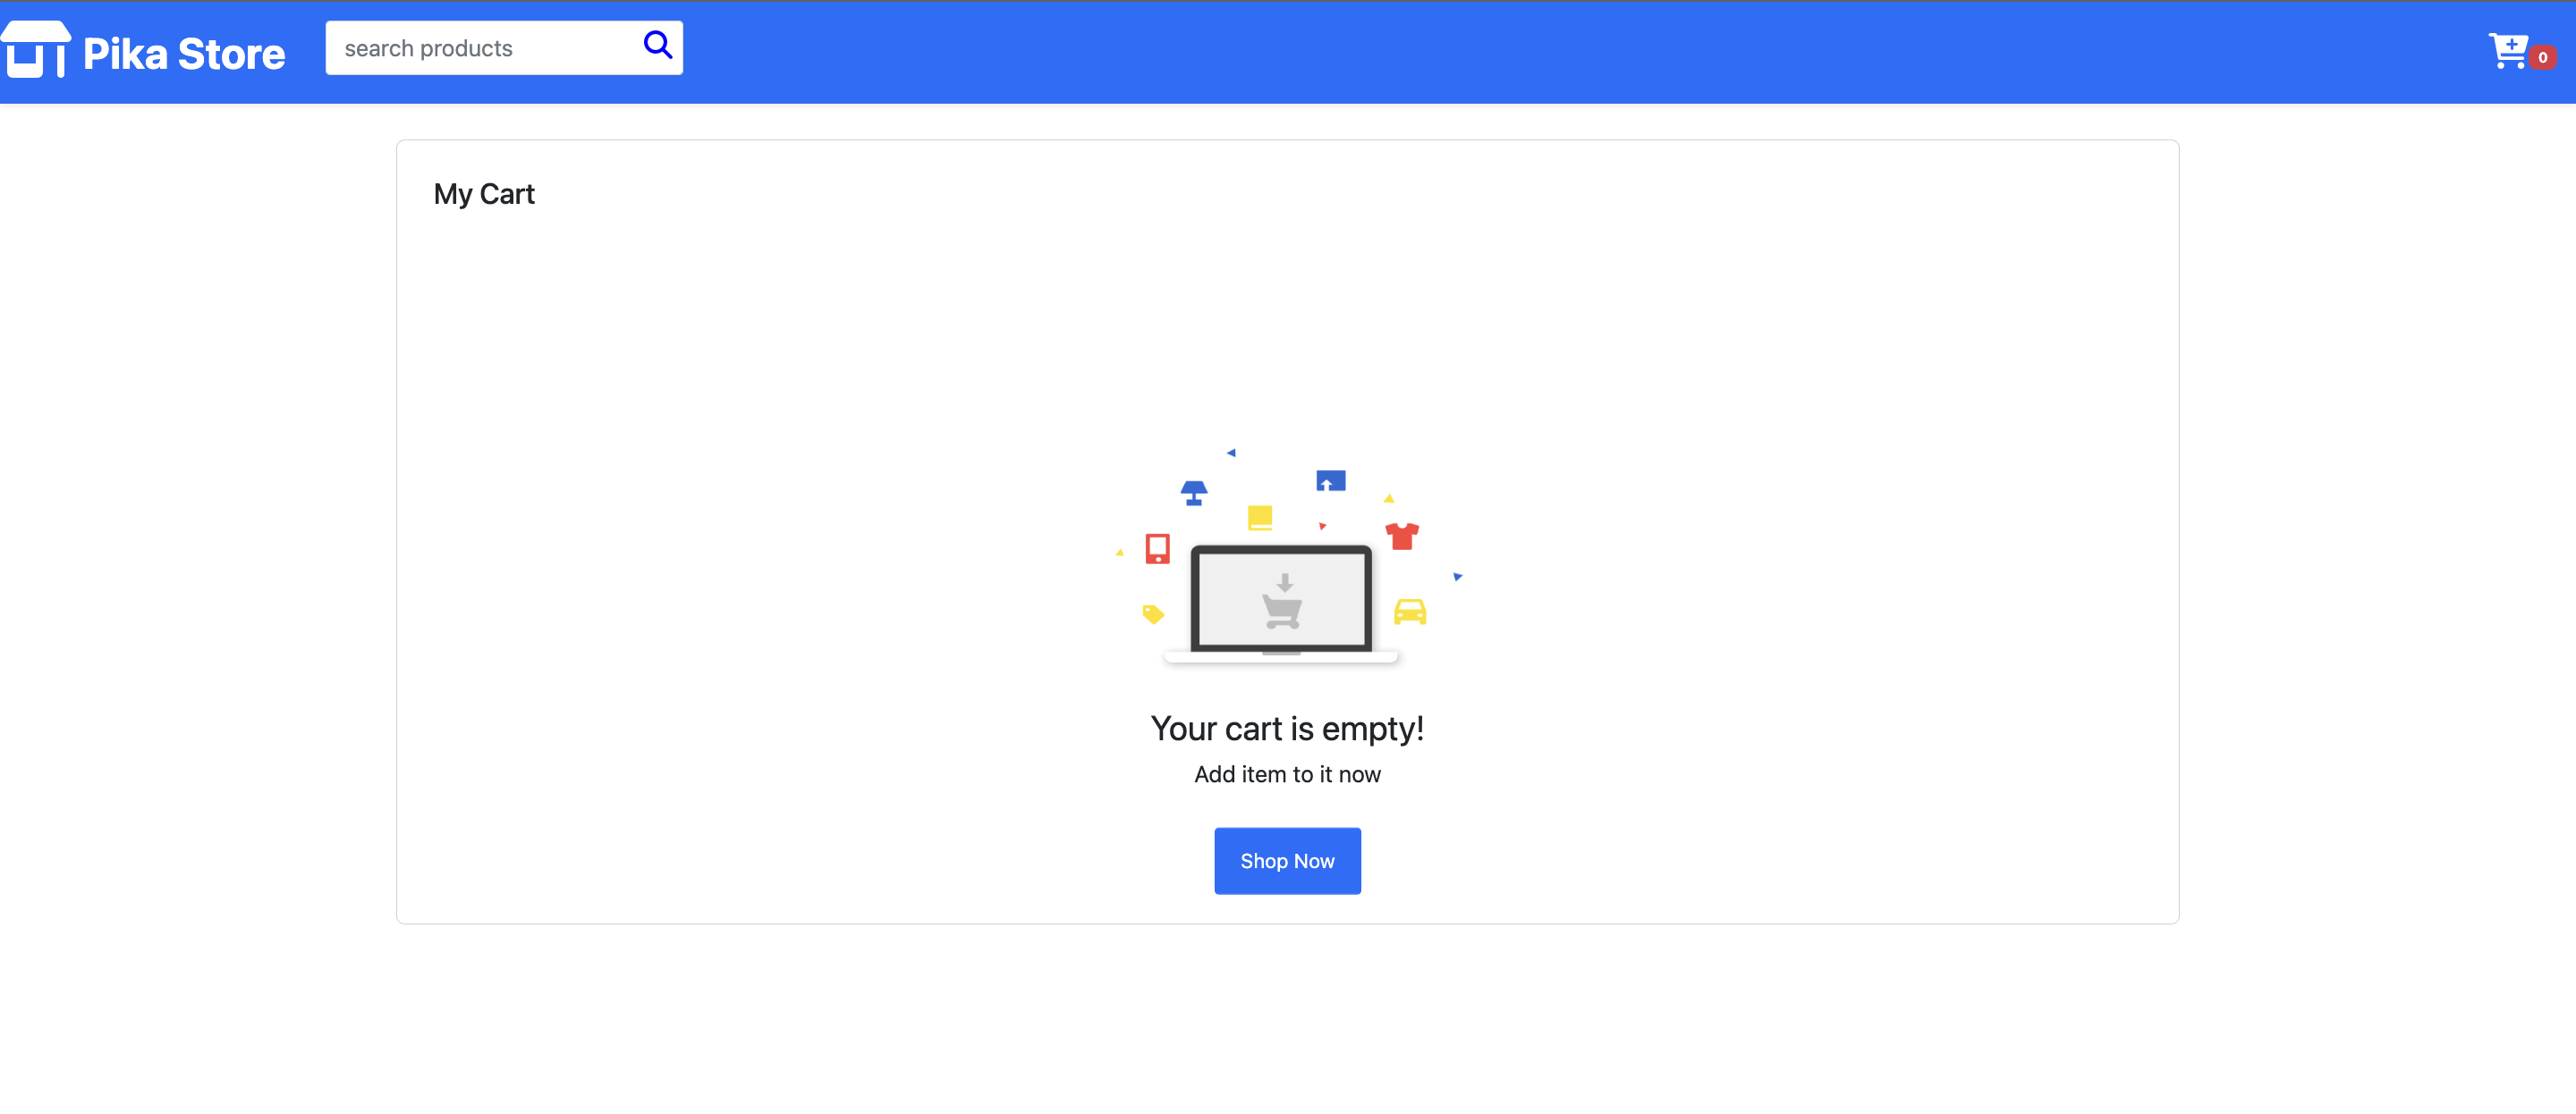 Pika Store
search products
0
My Cart
Your cart is empty!
Add item to it now
Shop Now